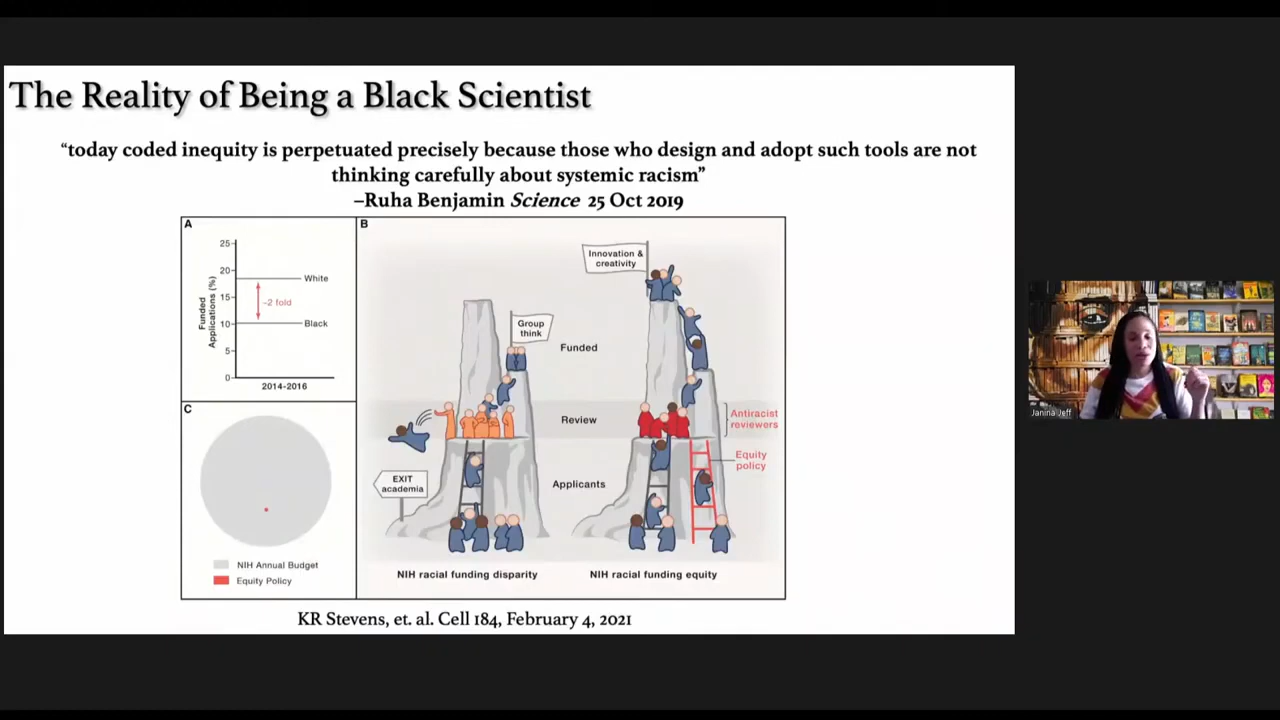 The Reality of Being a Black Scientist
“today coded inequity is perpetuated precisely because those who design and adopt such tools are not
thinking carefully about systemic racism”
–Ruha Benjamin Science 25 Oct 2019
A
25
20
15
10
5
0
Funded
Applications (%)
White
~2 fold
Black
2014-2016
B
Innovation &
creativity
Group
think
Funded
Review
Antiracist
reviewers
Equity
policy
EXIT
academia
Applicants
NIH racial funding disparity
NIH racial funding equity
C
NIH Annual Budget
Equity Policy
KR Stevens, et. al. Cell 184, February 4, 2021
Janina Jeff